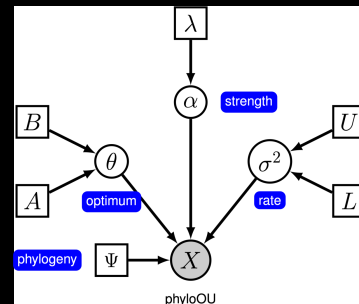 λ
α strength
B U
θ σ²
A optimum rate L
phylogeny Ψ X
phyloOU